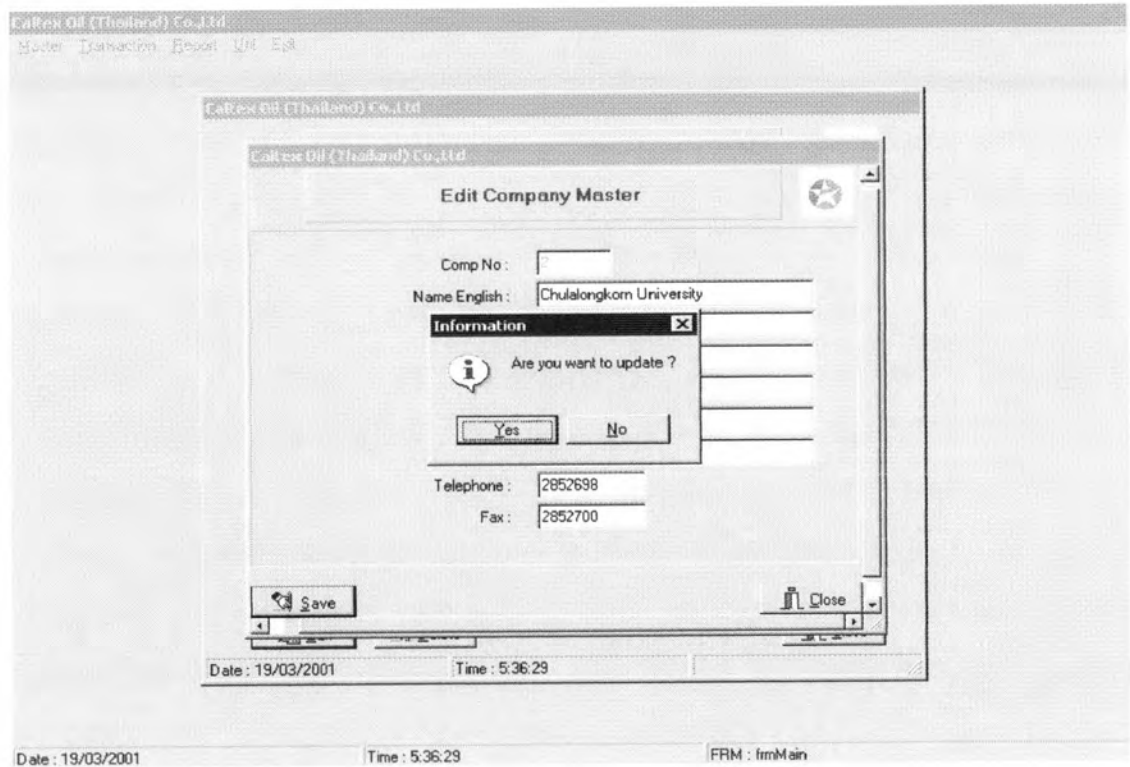 Caltex Oil (Thailand) Co.,Ltd
Master Transaction Report Util Exit
Caltex Oil (Thailand) Co.,Ltd
Caltex Oil (Thailand) Co.,Ltd
Edit Company Master
Comp No : 2
Name English : Chulalongkorn University
Information
Are you want to update ?
Yes No
Telephone : 2852698
Fax : 2852700
Save Close
Date : 19/03/2001 Time : 5:36:29
Date : 19/03/2001 Time : 5:36:29 FRM : frmMain